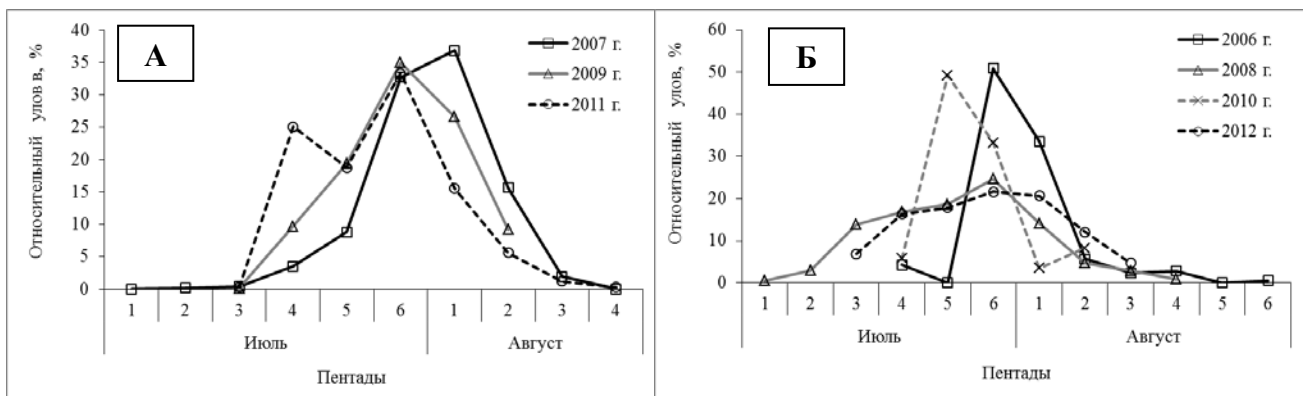 А
2007 г.
2009 г.
2011 г.
Относительный улов, %
40
35
30
25
20
15
10
5
0
1 2 3 4 5 6 1 2 3 4
Июль Август
Пентады
Б
2006 г.
2008 г.
2010 г.
2012 г.
Относительный улов, %
60
50
40
30
20
10
0
1 2 3 4 5 6 1 2 3 4 5 6
Июль Август
Пентады